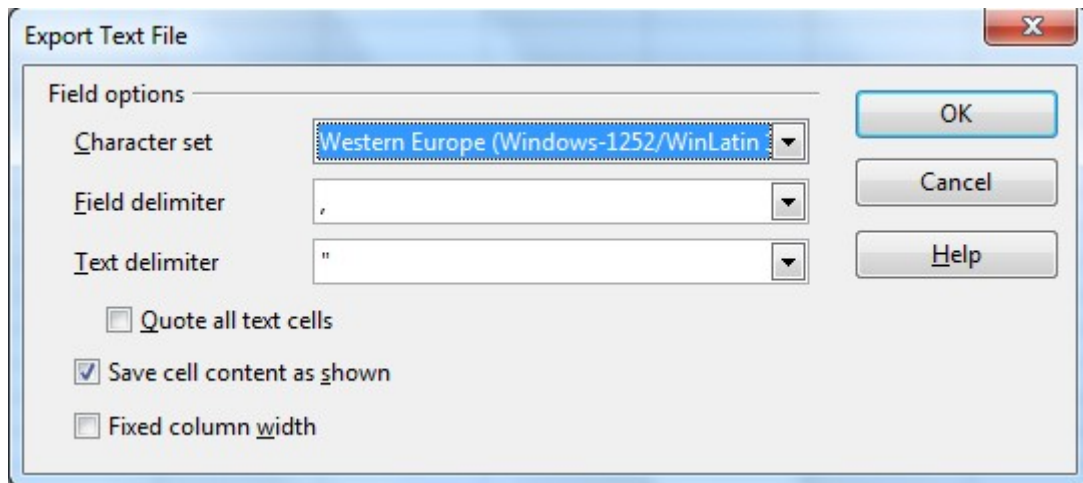 Export Text File
Field options
OK
Character set
Western Europe (Windows-1252/WinLatin
Cancel
Field delimiter
,
Help
Text delimiter
"
Quote all text cells
Save cell content as shown
Fixed column width